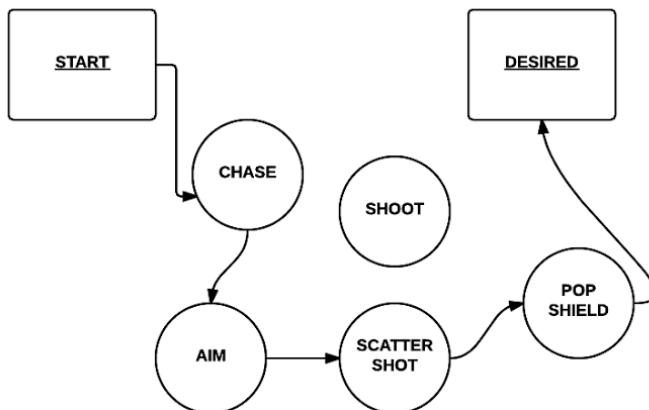 START
DESIRED
CHASE
SHOOT
POP
SHIELD
AIM
SCATTER
SHOT